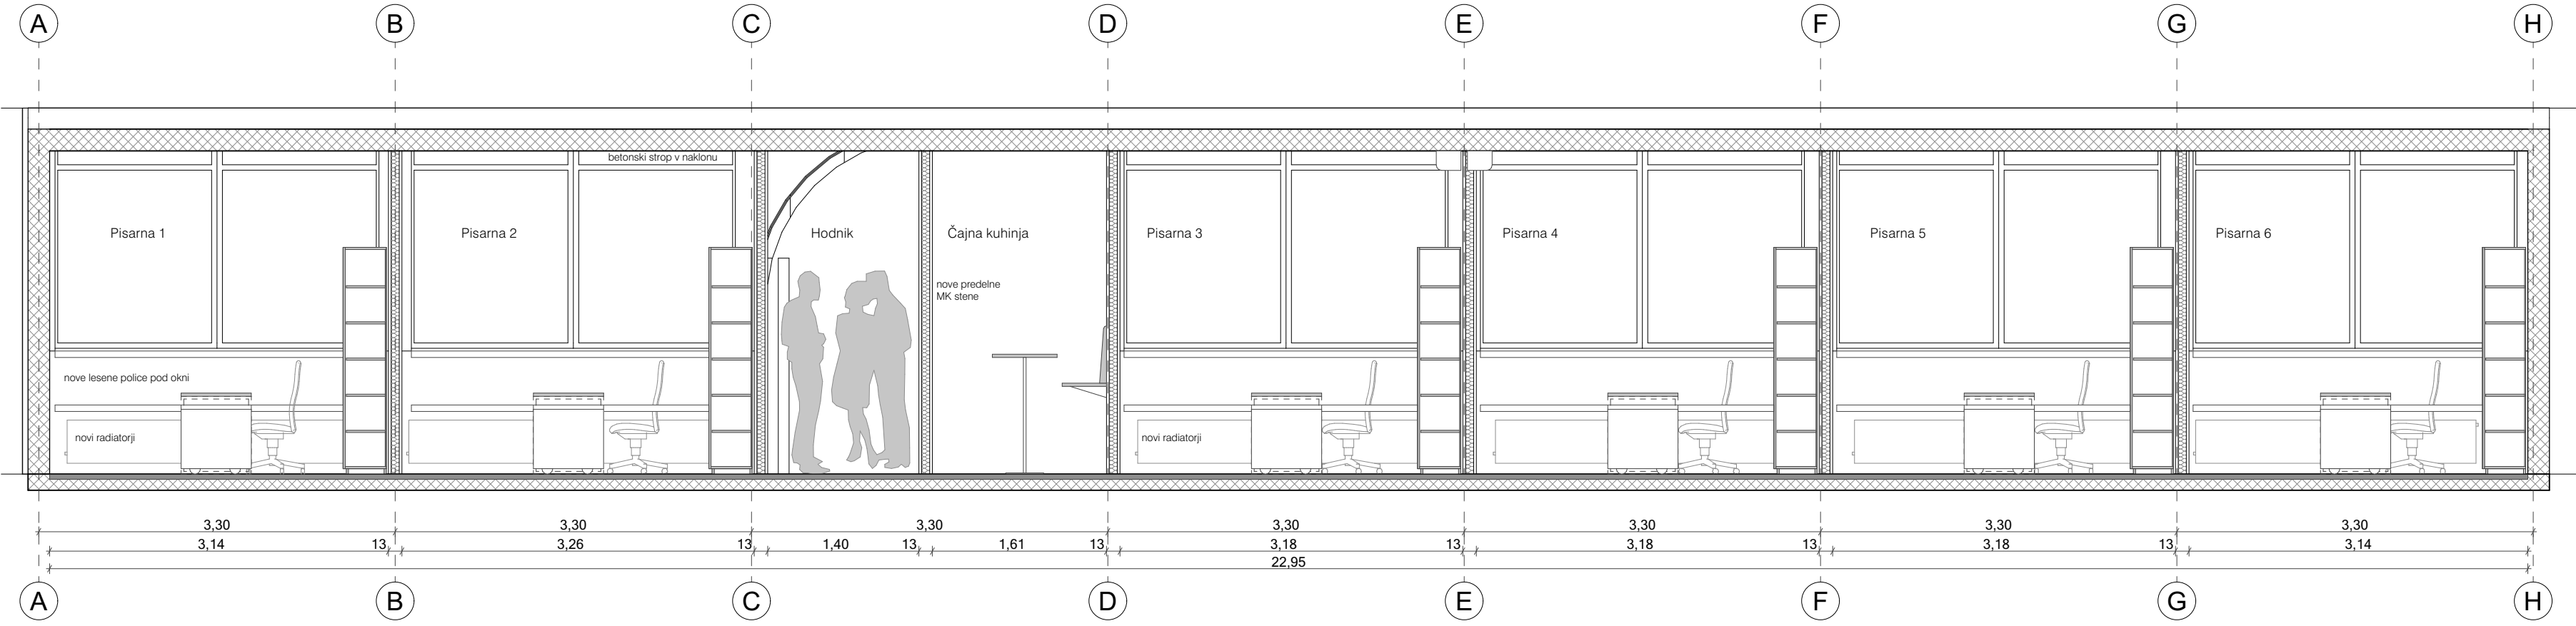 A B C D E F G H
betonski strop v naklonu
Pisarna 1 Pisarna 2 Hodnik Čajna kuhinja Pisarna 3 Pisarna 4 Pisarna 5 Pisarna 6
nove predelne
MK stene
nove lesene police pod okni
novi radiatorji novi radiatorji
3,30 3,30 3,30 3,30 3,30 3,30 3,30
3,14 13 3,26 13 1,40 13 1,61 13 3,18 13 3,18 13 3,18 13 3,14
22,95
A B C D E F G H